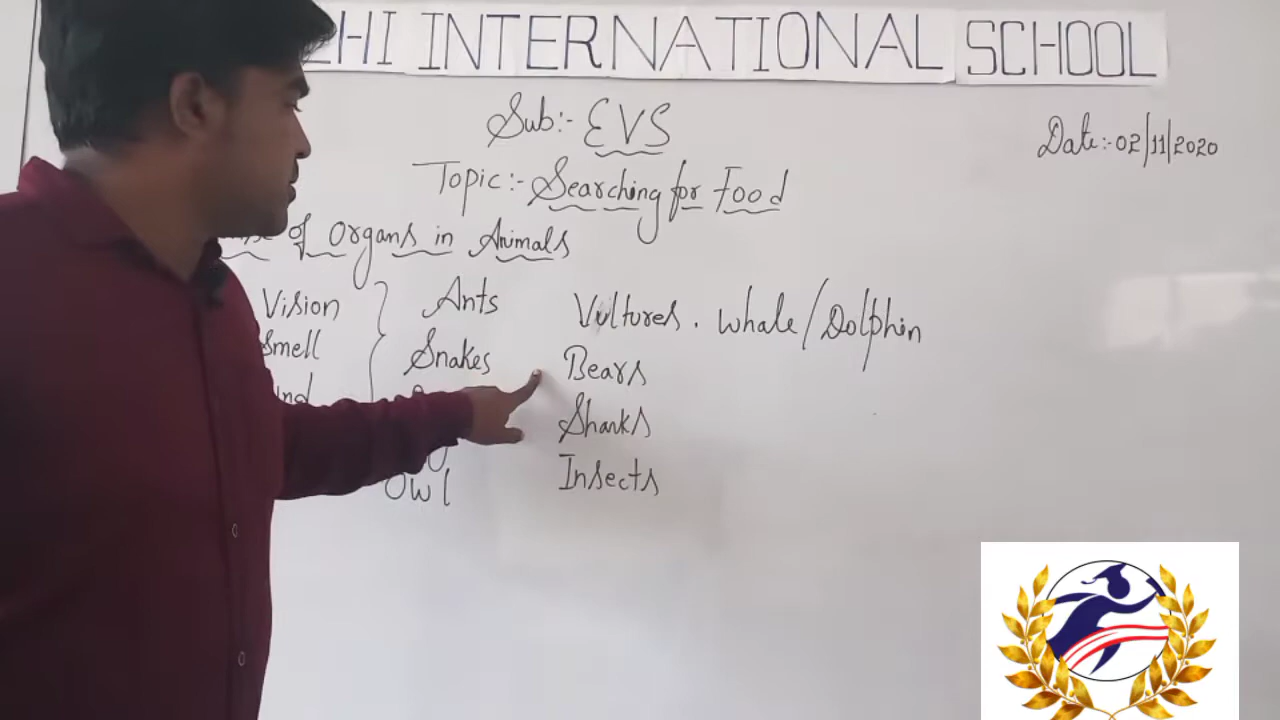 HI INTERNATIONAL SCHOOL
Sub:- EVS
Date:- 02/11/2020
Topic:- Searching for Food
of Organs in Animals
Vision } Ants Vultures. Whale/Dolphin
Smell Snakes Bears
Sharks
Owl Insects